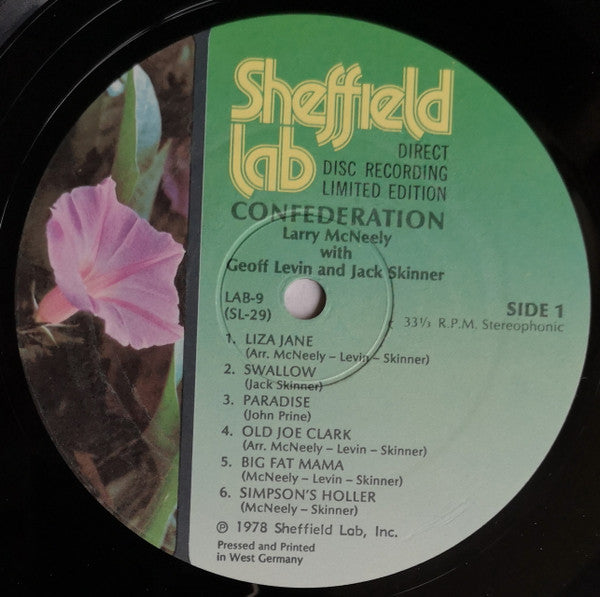 Sheffield
lab
DIRECT
DISC RECORDING
LIMITED EDITION
CONFEDERATION
Larry McNeely
with
Geoff Levin and Jack Skinner
LAB-9
(SL-29)
SIDE 1
33⅓ R.P.M. Stereophonic
1. LIZA JANE
(Arr. McNeely – Levin – Skinner)
2. SWALLOW
(Jack Skinner)
3. PARADISE
(John Prine)
4. OLD JOE CLARK
(Arr. McNeely – Levin – Skinner)
5. BIG FAT MAMA
(McNeely – Levin – Skinner)
6. SIMPSON'S HOLLER
(McNeely – Skinner)
℗ 1978 Sheffield Lab, Inc.
Pressed and Printed
in West Germany